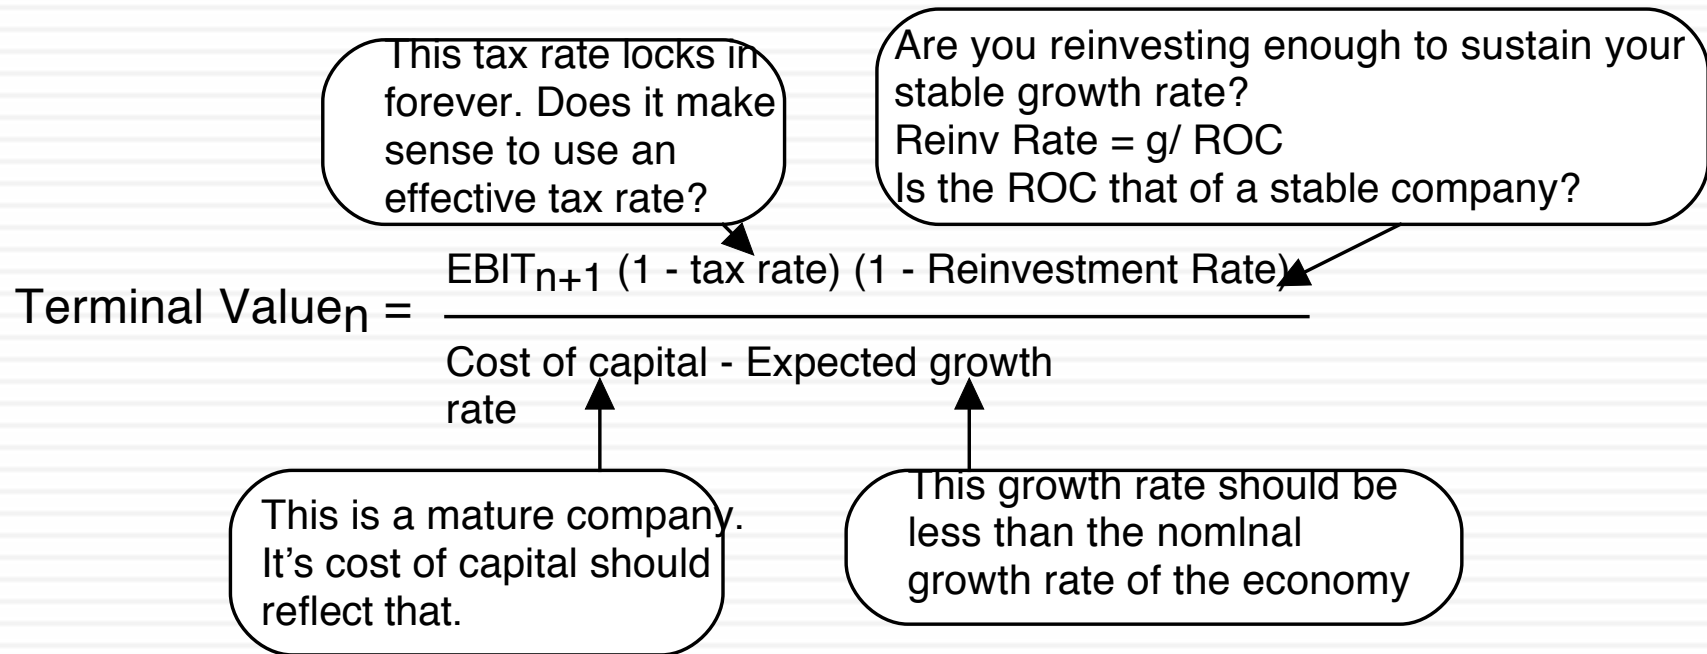 This tax rate locks in
forever. Does it make
sense to use an
effective tax rate?
Are you reinvesting enough to sustain your
stable growth rate?
Reinv Rate = g/ ROC
Is the ROC that of a stable company?
EBITn+1 (1 - tax rate) (1 - Reinvestment Rate)
Terminal Valuen =
Cost of capital - Expected growth
rate
This is a mature company.
It’s cost of capital should
reflect that.
This growth rate should be
less than the nomlnal
growth rate of the economy